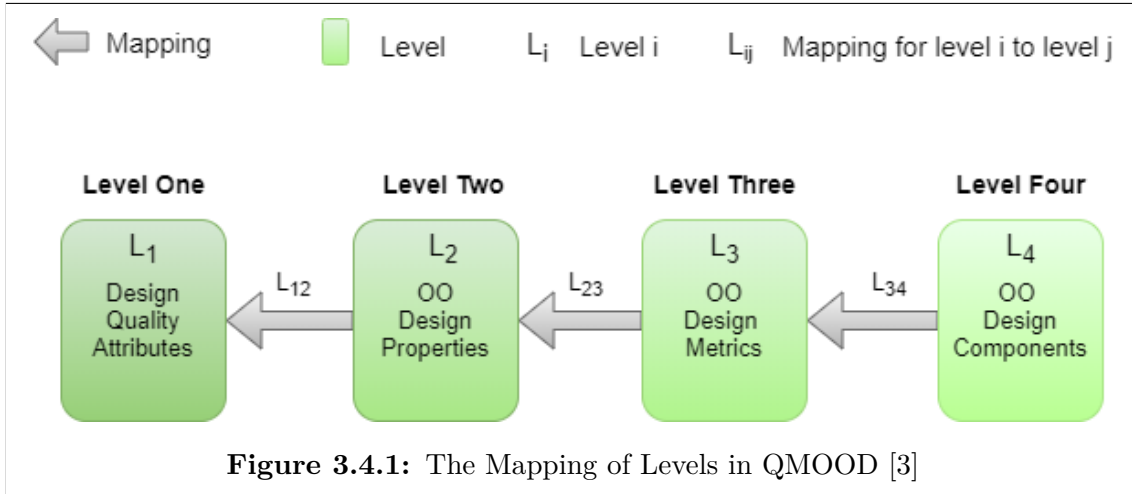 Mapping Level Lᵢ Level i Lᵢⱼ Mapping for level i to level j
Level One Level Two Level Three Level Four
L₁ L₂ L₃ L₄
L₁₂ L₂₃ L₃₄
Design OO OO OO
Quality Design Design Design
Attributes Properties Metrics Components
Figure 3.4.1: The Mapping of Levels in QMOOD [3]